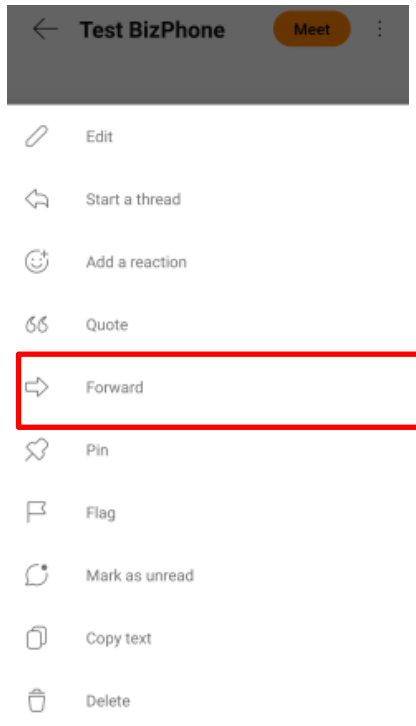 Test BizPhone Meet
Edit
Start a thread
Add a reaction
Quote
Forward
Pin
Flag
Mark as unread
Copy text
Delete